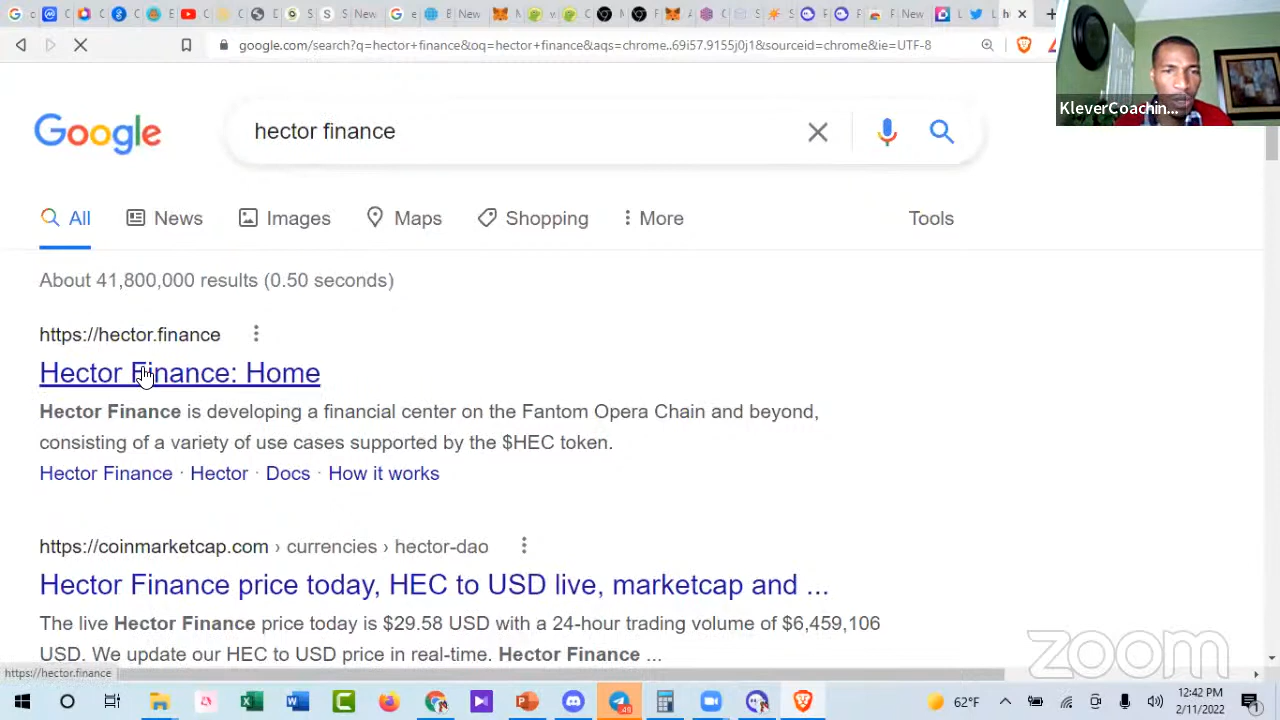 New
New
New
google.com/search?q=hector+finance&oq=hector+finance&aqs=chrome..69i57.9155j0j1&sourceid=chrome&ie=UTF-8
KleverCoachin...
Google
hector finance
All
News
Images
Maps
Shopping
More
Tools
About 41,800,000 results (0.50 seconds)
https://hector.finance
Hector Finance: Home
Hector Finance is developing a financial center on the Fantom Opera Chain and beyond,
consisting of a variety of use cases supported by the $HEC token.
Hector Finance · Hector · Docs · How it works
https://coinmarketcap.com › currencies › hector-dao
Hector Finance price today, HEC to USD live, marketcap and ...
The live Hector Finance price today is $29.58 USD with a 24-hour trading volume of $6,459,106
USD. We update our HEC to USD price in real-time. Hector Finance ...
zoom
https://hector.finance
62°F
12:42 PM
2/11/2022